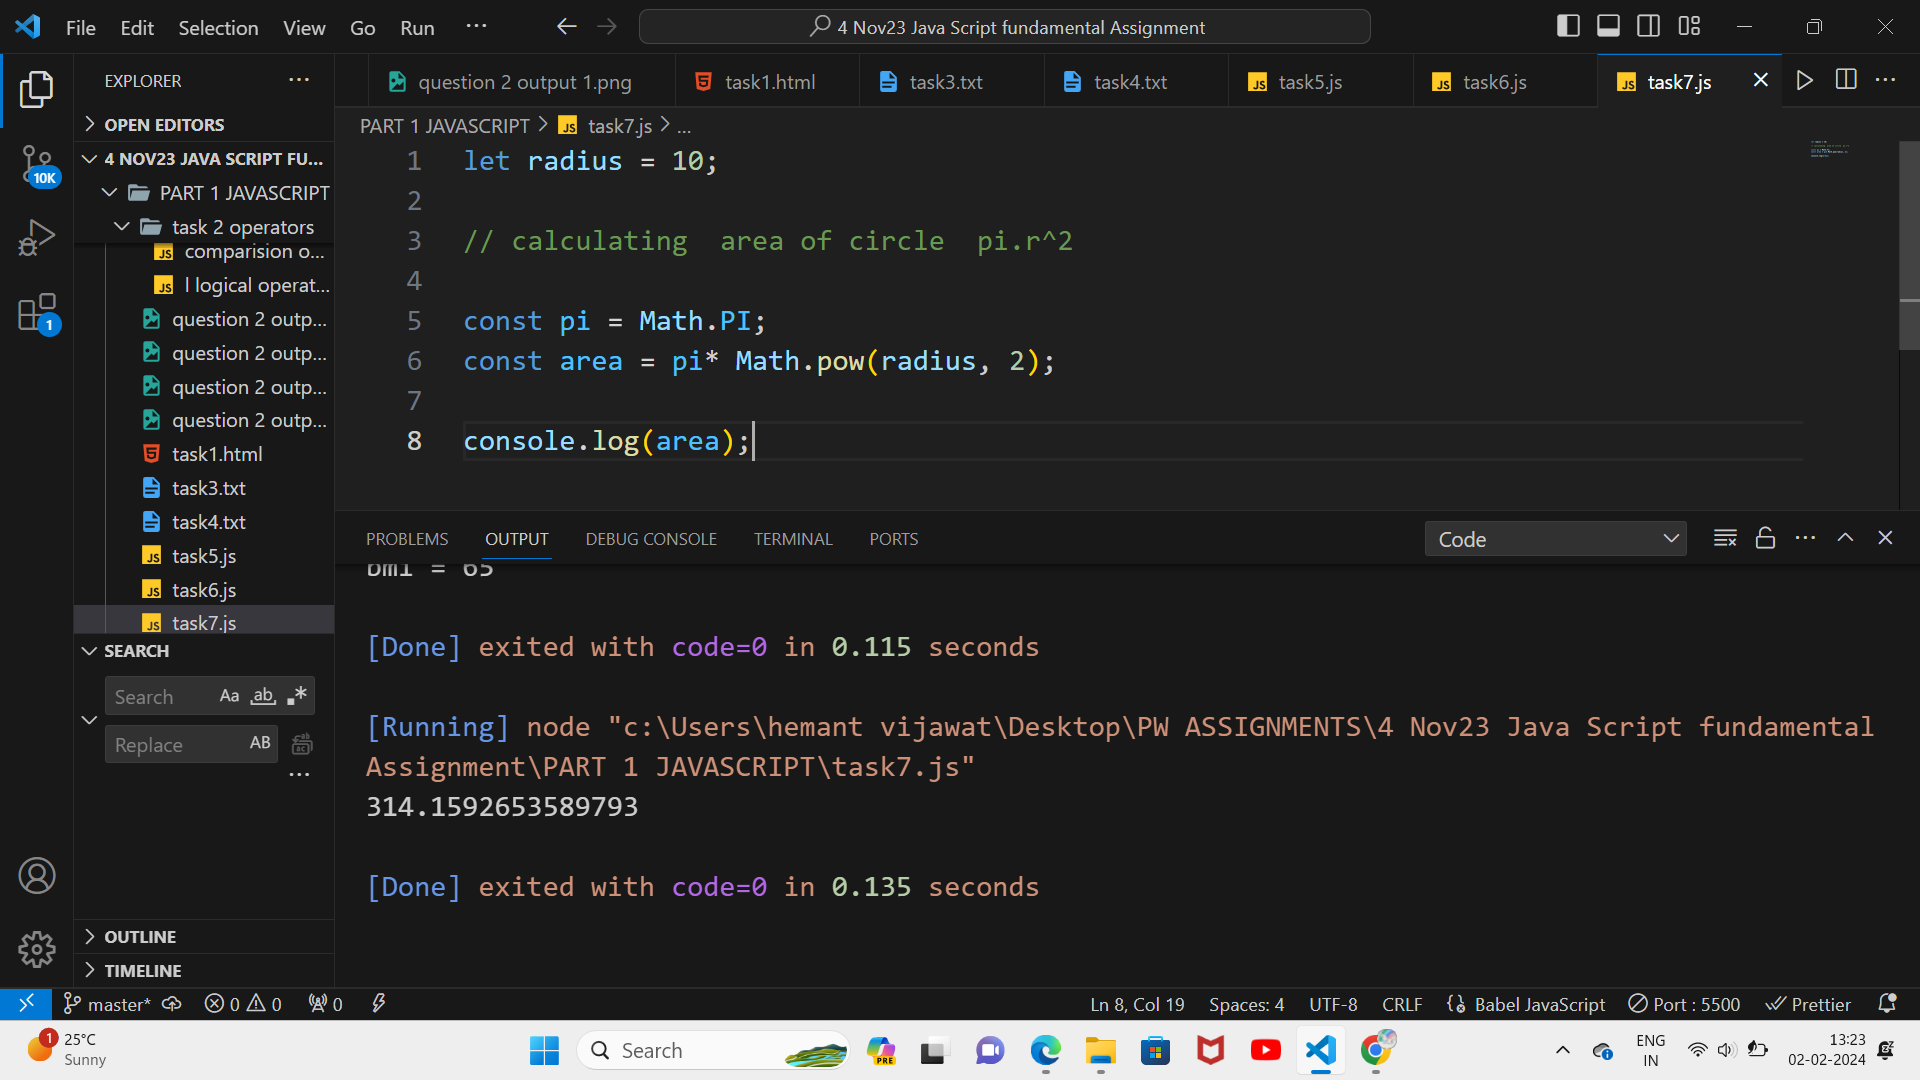 File Edit Selection View Go Run ···
4 Nov23 Java Script fundamental Assignment
EXPLORER ···
question 2 output 1.png task1.html task3.txt task4.txt task5.js task6.js task7.js
OPEN EDITORS
4 NOV23 JAVA SCRIPT FU...
PART 1 JAVASCRIPT
task 2 operators
comparision o...
l logical operat...
question 2 outp...
question 2 outp...
question 2 outp...
question 2 outp...
task1.html
task3.txt
task4.txt
task5.js
task6.js
task7.js
10K
1
SEARCH
Search Aa ab
Replace AB
···
OUTLINE
TIMELINE
PART 1 JAVASCRIPT > task7.js > ...
1 let radius = 10;
2
3 // calculating  area of circle  pi.r^2
4
5 const pi = Math.PI;
6 const area = pi* Math.pow(radius, 2);
7
8 console.log(area);
PROBLEMS OUTPUT DEBUG CONSOLE TERMINAL PORTS
Code
bmi = 65
[Done] exited with code=0 in 0.115 seconds
[Running] node "c:\Users\hemant vijawat\Desktop\PW ASSIGNMENTS\4 Nov23 Java Script fundamental
Assignment\PART 1 JAVASCRIPT\task7.js"
314.1592653589793
[Done] exited with code=0 in 0.135 seconds
master* 0 0 0
Ln 8, Col 19 Spaces: 4 UTF-8 CRLF Babel JavaScript Port : 5500 Prettier
1
25°C
Sunny
Search
PRE
ENG
IN
13:23
02-02-2024